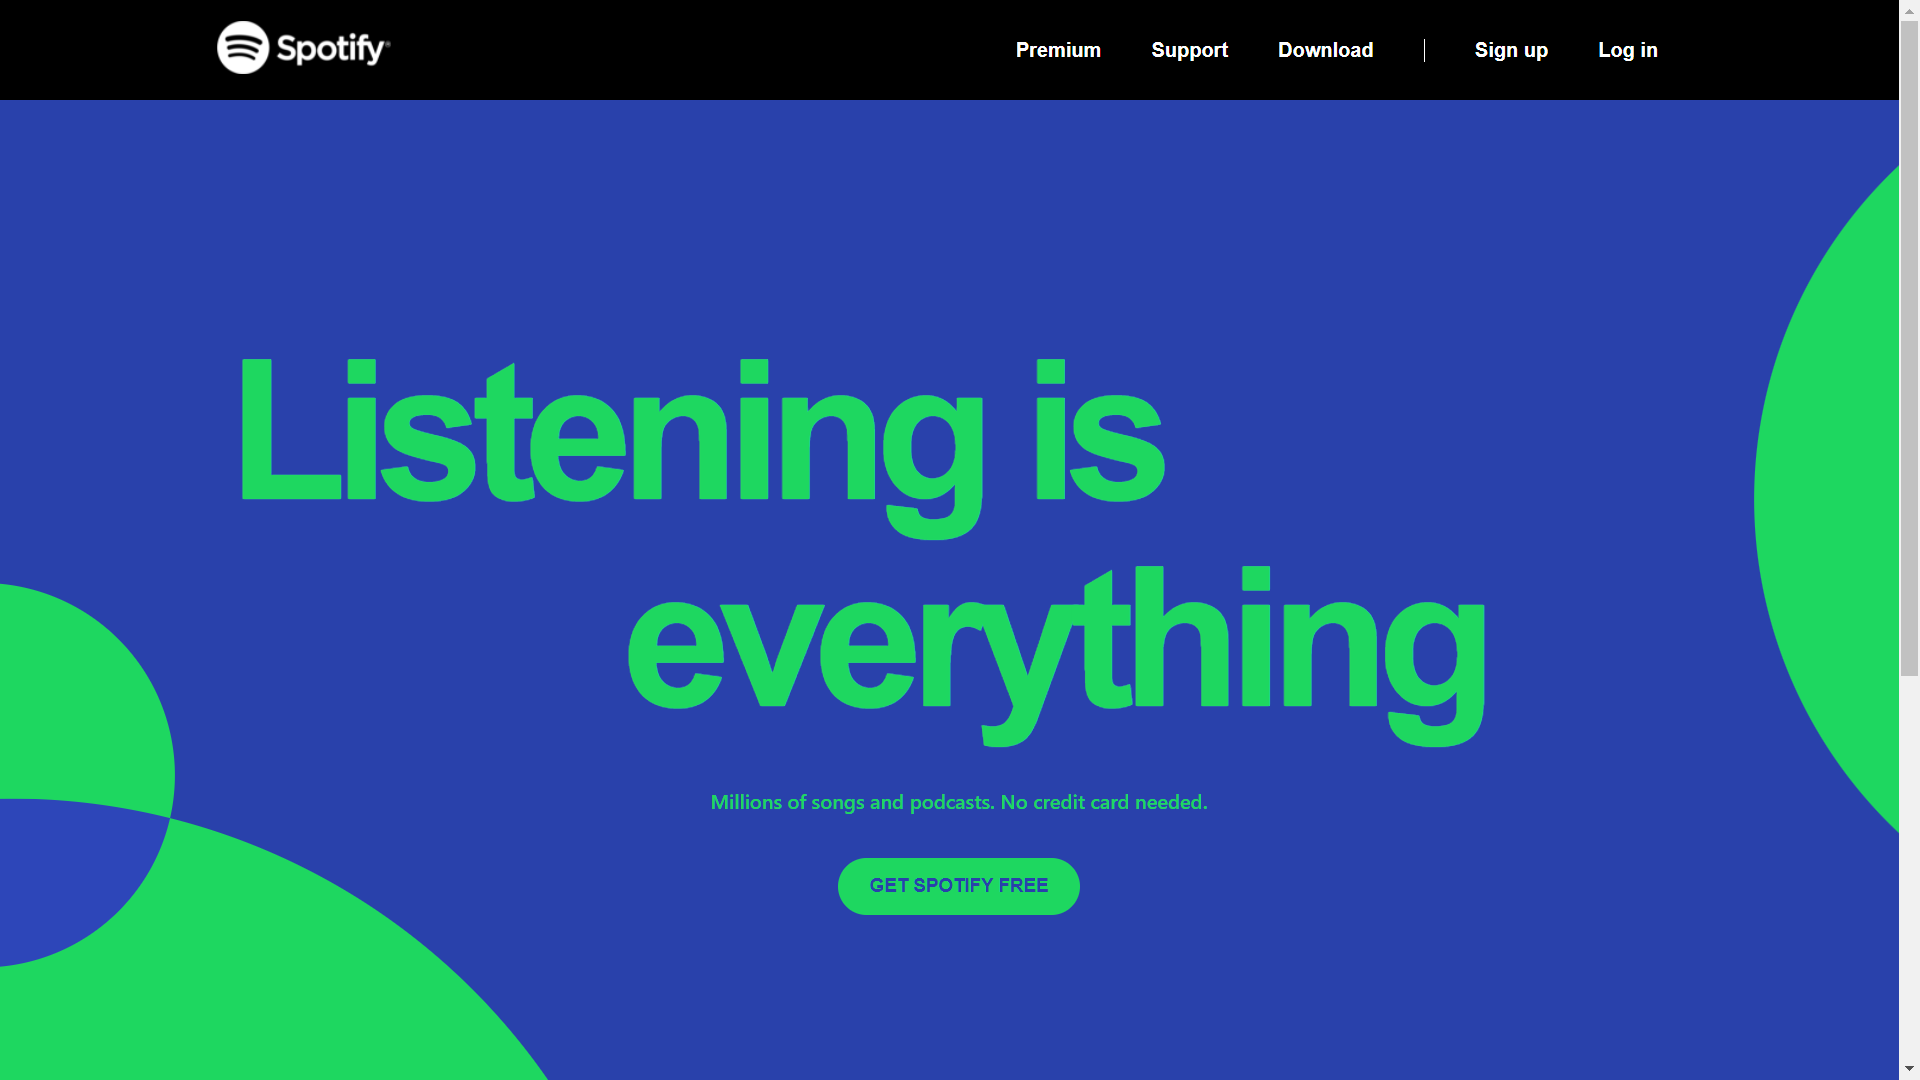 Spotify®
Premium Support Download | Sign up Log in
Listening is
everything
Millions of songs and podcasts. No credit card needed.
GET SPOTIFY FREE